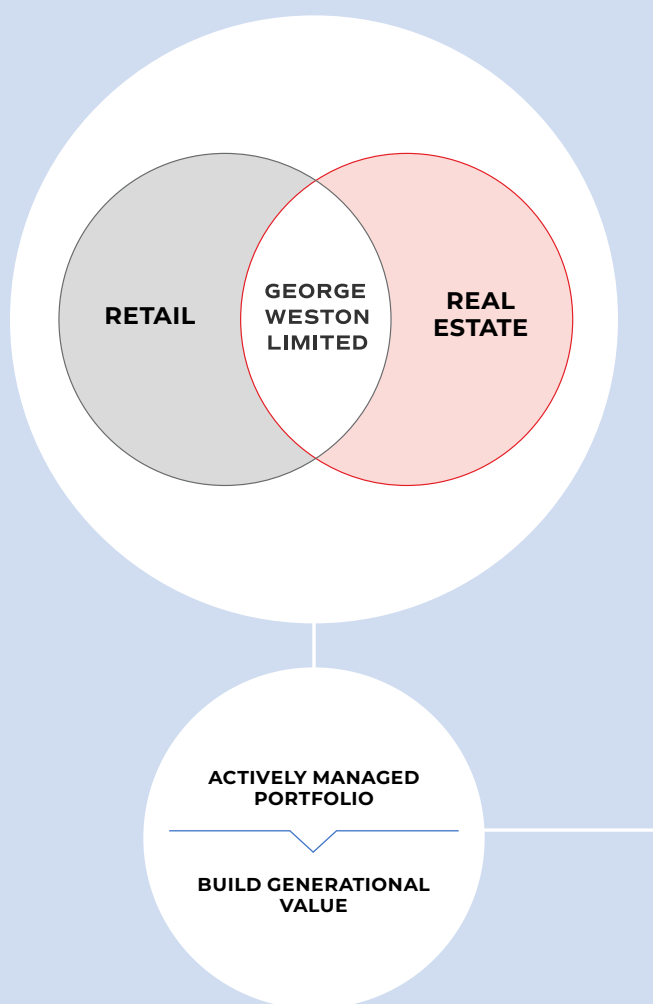 RETAIL
GEORGE
WESTON
LIMITED
REAL
ESTATE
ACTIVELY MANAGED
PORTFOLIO
BUILD GENERATIONAL
VALUE